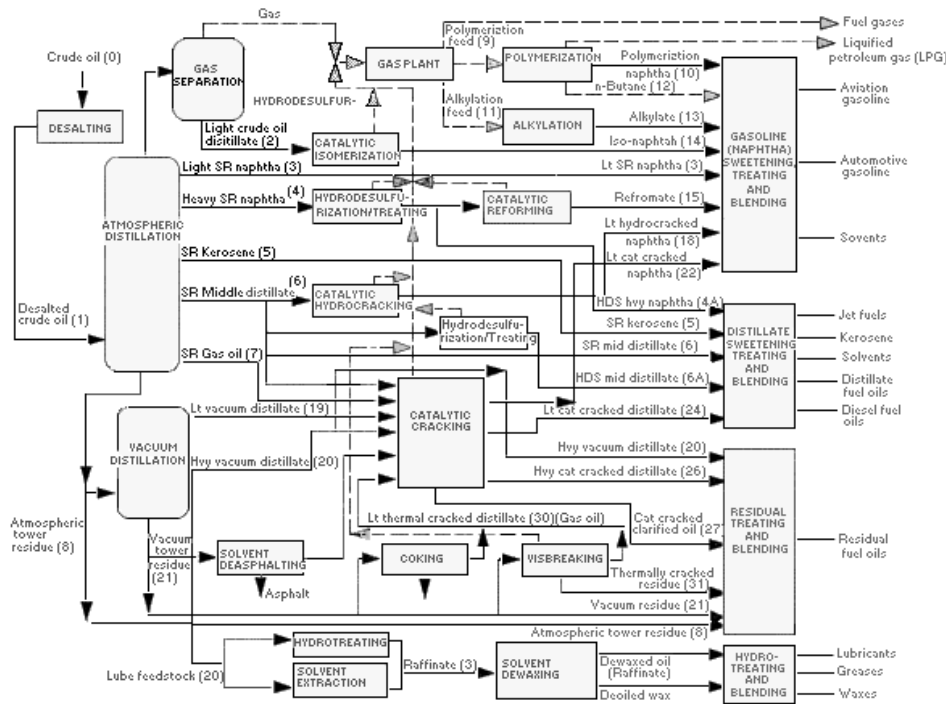 Gas
Fuel gases
Polymeriztion
feed (9)
Liquified
petroleum gas (LPG)
Crude oil (0)
GAS
SEPARATION
GAS PLANT
POLYMERIZATION
Polymeriztion
naphtha (10)
n-Butane (12)
Aviation
gasoline
HYDRODESULFUR-
Alkylation
feed (11)
DESALTING
Light crude oil
disitillate (2)
CATALYTIC
ISOMERIZATION
ALKYLATION
Alkylate (13)
Iso-naphtah (14)
GASOLINE
(NAPHTHA)
SWEETENING,
TREATING
AND
BLENDING
Automotive
gasoline
Light SR naphtha (3)
Lt SR naphtha (3)
Heavy SR naphtha (4)
HYDRODESULFU-
RIZATION/TREATING
CATALYTIC
REFORMING
Refromate (15)
ATMOSPHERIC
DISTILLATION
Lt hydrocracked
naphtha (18)
Sovents
SR Kerosene (5)
Lt cat cracked
naphtha (22)
SR Middle distillate (6)
CATALYTIC
HYDROCRACKING
HDS hvy naphtha (4A)
Jet fuels
Desalted
crude oil (1)
Hydrodesulfu-
rization/Treating
SR kerosene (5)
DISTILLATE
SWEETENING
TREATING
AND
BLENDING
Kerosene
SR Gas oil (7)
SR mid distillate (6)
Solvents
HDS mid distillate (6A)
Distillate
fuel oils
CATALYTIC
CRACKING
Lt vacuum distillate (19)
Lt cat cracked distillate (24)
Diesel fuel
oils
VACUUM
DISTILLATION
Hvy vacuum distillate (20)
Hvy vacuum distillate (20)
Hvy cat cracked distillate (26)
Atmospheric
tower residue (8)
Lt thermal cracked distillate (30)(Gas oil)
Cat cracked
clarified oil (27)
RESIDUAL
TREATING
AND
BLENDING
Residual
fuel oils
Vacuum
tower
residue (21)
SOLVENT
DEASPHALTING
COKING
VISBREAKING
Asphalt
Thermally cracked
residue (31)
Vacuum residue (21)
Atmospheric tower residue (8)
HYDROTREATING
Lube feedstock (20)
SOLVENT
EXTRACTION
Raffinate (3)
SOLVENT
DEWAXING
Dewaxed oil
(Raffinate)
Deoiled wax
HYDRO-
TREATING
AND
BLENDING
Lubricants
Greases
Waxes